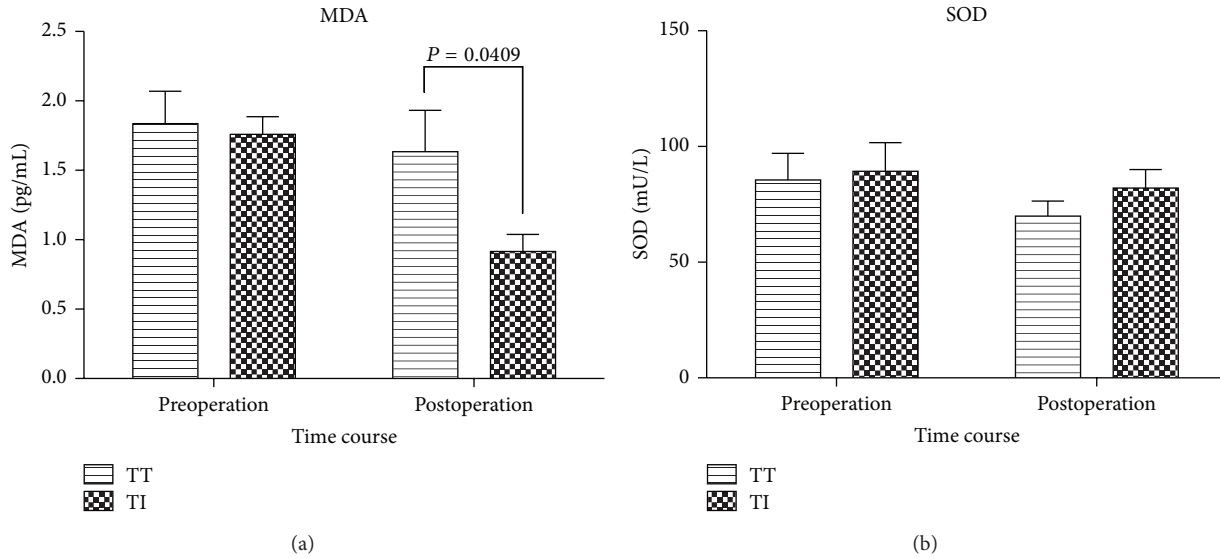 MDA
2.5
2.0
1.5
1.0
0.5
0.0
MDA (pg/mL)
P = 0.0409
Preoperation
Postoperation
Time course
TT
TI
(a)
SOD
150
100
50
0
SOD (mU/L)
Preoperation
Postoperation
Time course
TT
TI
(b)